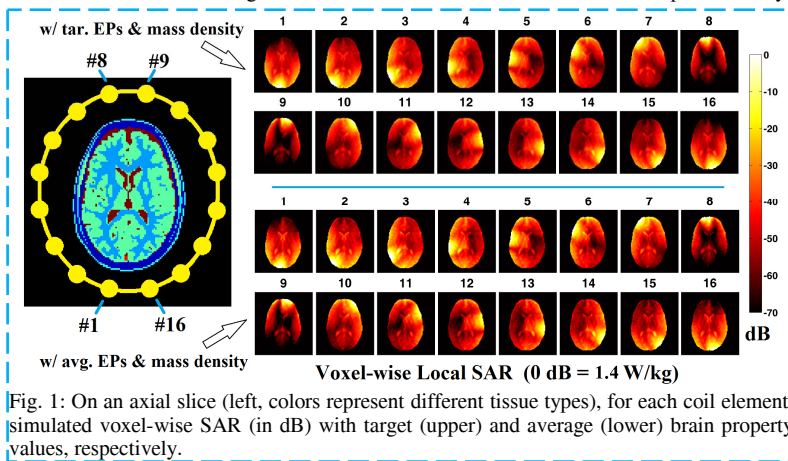 w/ tar. EPs & mass density
#8 #9
1 2 3 4 5 6 7 8
9 10 11 12 13 14 15 16
1 2 3 4 5 6 7 8
9 10 11 12 13 14 15 16
0
-10
-20
-30
-40
-50
-60
-70
dB
#1 #16
w/ avg. EPs & mass density
Voxel-wise Local SAR (0 dB = 1.4 W/kg)
Fig. 1: On an axial slice (left, colors represent different tissue types), for each coil element
simulated voxel-wise SAR (in dB) with target (upper) and average (lower) brain property
values, respectively.